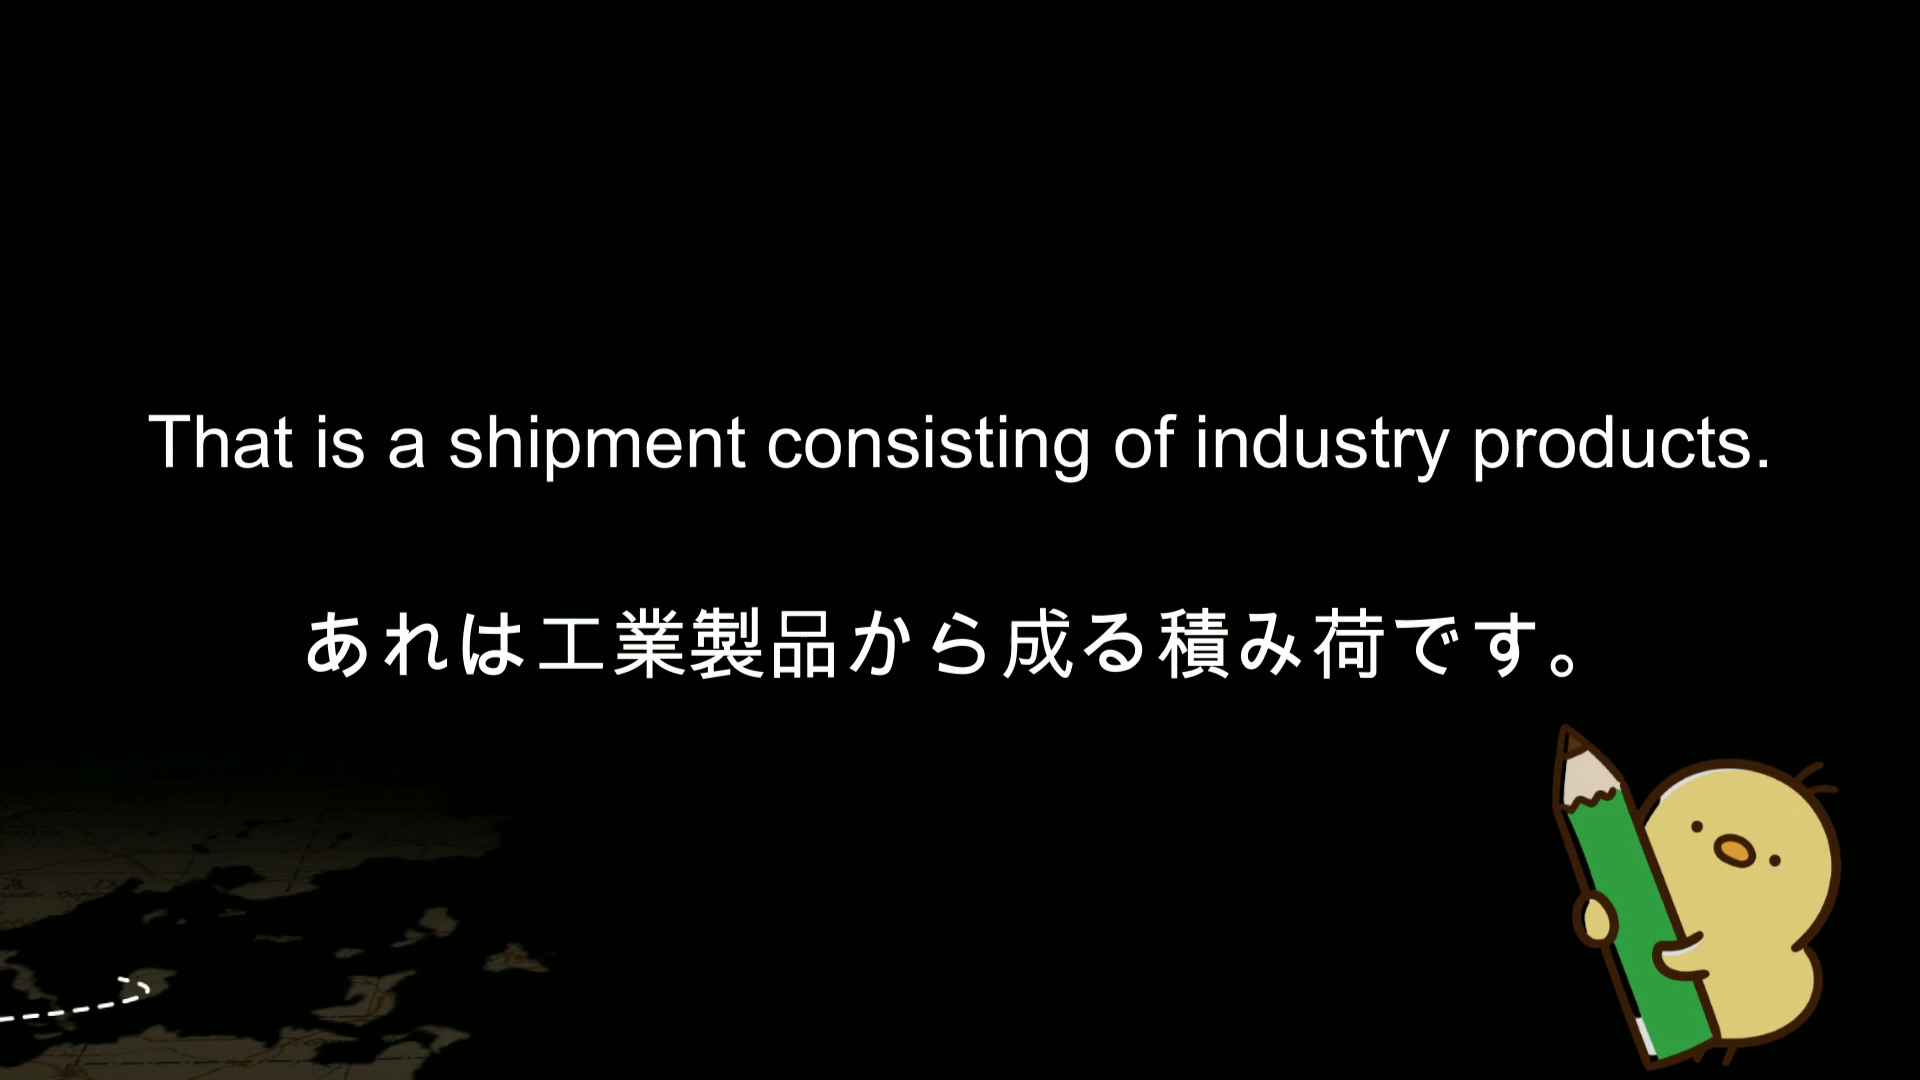 That is a shipment consisting of industry products.
あれは工業製品から成る積み荷です。